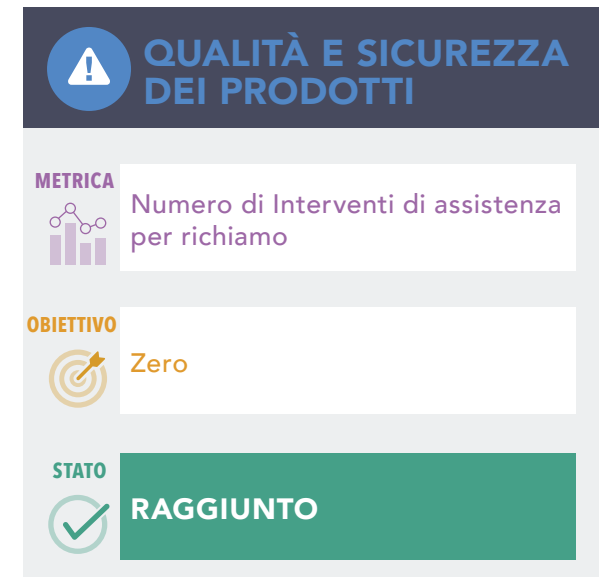 QUALITÀ E SICUREZZA
DEI PRODOTTI
METRICA
Numero di Interventi di assistenza
per richiamo
OBIETTIVO
Zero
STATO
RAGGIUNTO